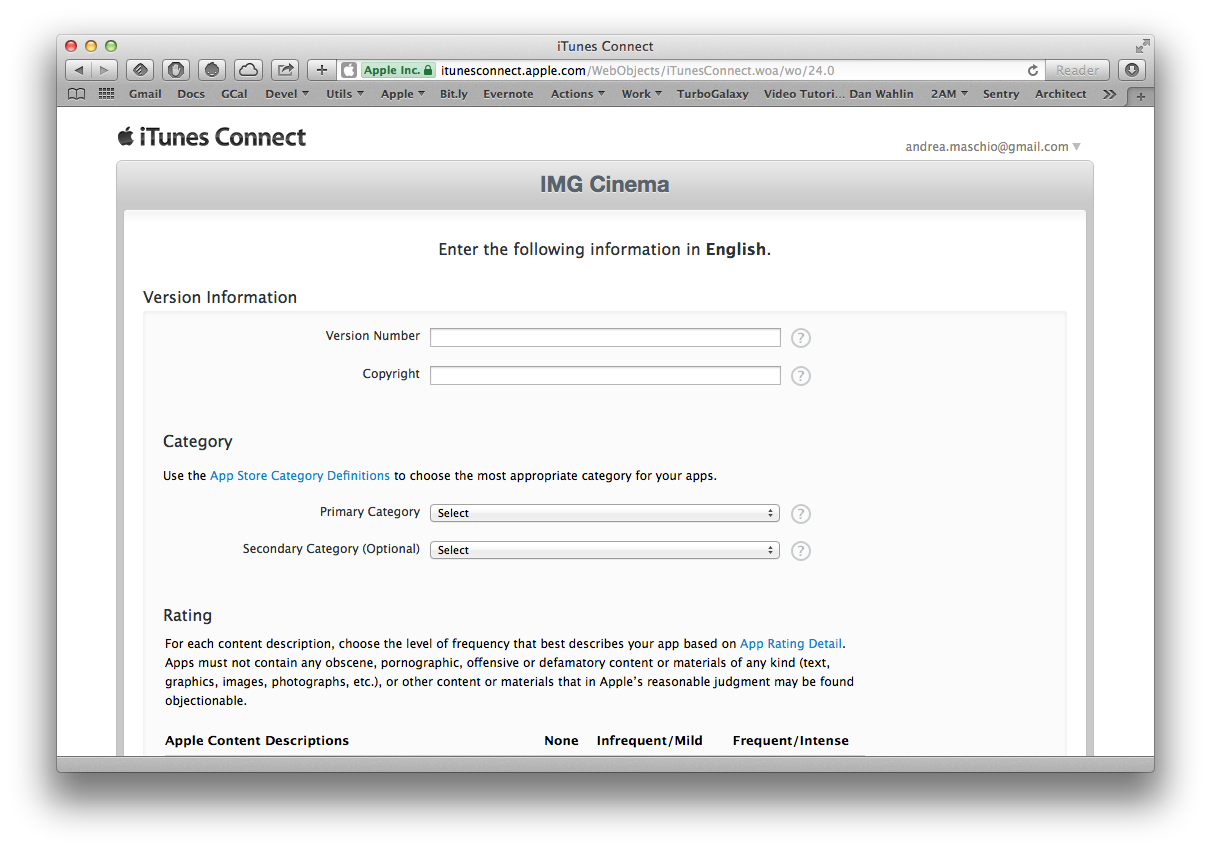 iTunes Connect
Apple Inc. itunesconnect.apple.com/WebObjects/iTunesConnect.woa/wo/24.0 Reader
Gmail Docs GCal Devel Utils Apple Bit.ly Evernote Actions Work TurboGalaxy Video Tutori... Dan Wahlin 2AM Sentry Architect
iTunes Connect
andrea.maschio@gmail.com
IMG Cinema
Enter the following information in English.
Version Information
Version Number ?
Copyright ?
Category
Use the App Store Category Definitions to choose the most appropriate category for your apps.
Primary Category Select ?
Secondary Category (Optional) Select ?
Rating
For each content description, choose the level of frequency that best describes your app based on App Rating Detail.
Apps must not contain any obscene, pornographic, offensive or defamatory content or materials of any kind (text,
graphics, images, photographs, etc.), or other content or materials that in Apple's reasonable judgment may be found
objectionable.
Apple Content Descriptions None Infrequent/Mild Frequent/Intense